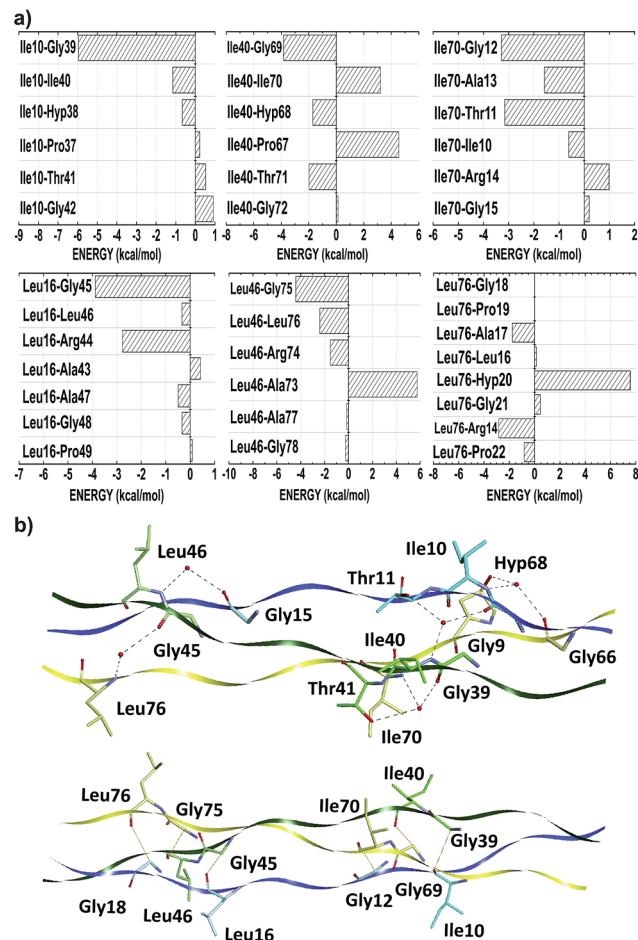 a)
Ile10-Gly39
Ile10-Ile40
Ile10-Hyp38
Ile10-Pro37
Ile10-Thr41
Ile10-Gly42
-9 -8 -7 -6 -5 -4 -3 -2 -1 0 1
ENERGY (kcal/mol)
Ile40-Gly69
Ile40-Ile70
Ile40-Hyp68
Ile40-Pro67
Ile40-Thr71
Ile40-Gly72
-8 -6 -4 -2 0 2 4 6
ENERGY (kcal/mol)
Ile70-Gly12
Ile70-Ala13
Ile70-Thr11
Ile70-Ile10
Ile70-Arg14
Ile70-Gly15
-6 -5 -4 -3 -2 -1 0 1 2
ENERGY (kcal/mol)
Leu16-Gly45
Leu16-Leu46
Leu16-Arg44
Leu16-Ala43
Leu16-Ala47
Leu16-Gly48
Leu16-Pro49
-7 -6 -5 -4 -3 -2 -1 0 1
ENERGY (kcal/mol)
Leu46-Gy75
Leu46-Leu76
Leu46-Arg74
Leu46-Ala73
Leu46-Ala77
Leu46-Gy78
-10 -8 -6 -4 -2 0 2 4 6
ENERGY (kcal/mol)
Leu76-Gly18
Leu76-Pro19
Leu76-Ala17
Leu76-Leu16
Leu76-Hyp20
Leu76-Gly21
Leu76-Arg14
Leu76-Pro22
-8 -6 -4 -2 0 2 4 6 8
ENERGY (kcal/mol)
b)
Leu46
Ile10
Hyp68
Thr11
Gly15
Gly45
Ile40
Gly9
Gly66
Thr41
Gly39
Leu76
Ile70
Ile40
Leu76
Gly75
Ile70
Gly39
Gly45
Gly18
Leu46
Leu16
Gly12
Gly69
Ile10